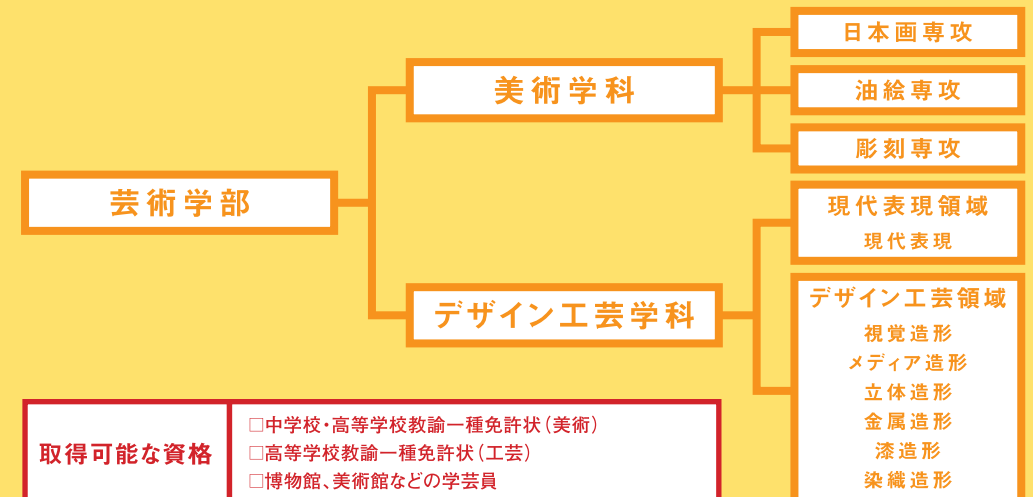 芸術学部
美術学科
日本画専攻
油絵専攻
彫刻専攻
デザイン工芸学科
現代表現領域
現代表現
デザイン工芸領域
視覚造形
メディア造形
立体造形
金属造形
漆造形
染織造形
取得可能な資格
□中学校・高等学校教諭一種免許状（美術）
□高等学校教諭一種免許状（工芸）
□博物館、美術館などの学芸員